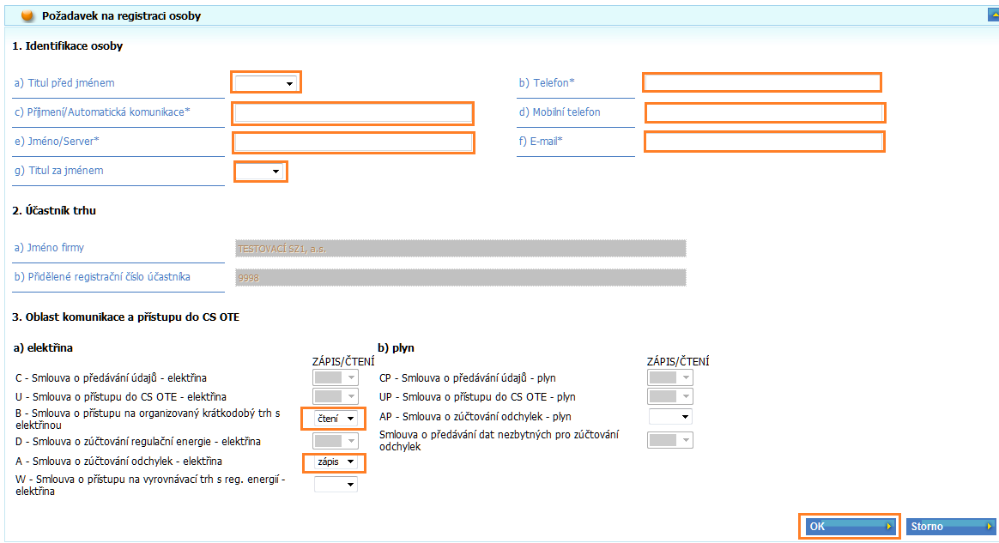 Požadavek na registraci osoby
1. Identifikace osoby
a) Titul před jménem
b) Telefon*
c) Příjmení/Automatická komunikace*
d) Mobilní telefon
e) Jméno/Server*
f) E-mail*
g) Titul za jménem
2. Účastník trhu
a) Jméno firmy
TESTOVACÍ SZ1, a.s.
b) Přidělené registrační číslo účastníka
9998
3. Oblast komunikace a přístupu do CS OTE
a) elektřina
ZÁPIS/ČTENÍ
C - Smlouva o předávání údajů - elektřina
U - Smlouva o přístupu do CS OTE - elektřina
B - Smlouva o přístupu na organizovaný krátkodobý trh s
elektřinou
čtení
D - Smlouva o zúčtování regulační energie - elektřina
A - Smlouva o zúčtování odchylek - elektřina
zápis
W - Smlouva o přístupu na vyrovnávací trh s reg. energií -
elektřina
b) plyn
ZÁPIS/ČTENÍ
CP - Smlouva o předávání údajů - plyn
UP - Smlouva o přístupu do CS OTE - plyn
AP - Smlouva o zúčtování odchylek - plyn
Smlouva o předávání dat nezbytných pro zúčtování
odchylek
OK
Storno